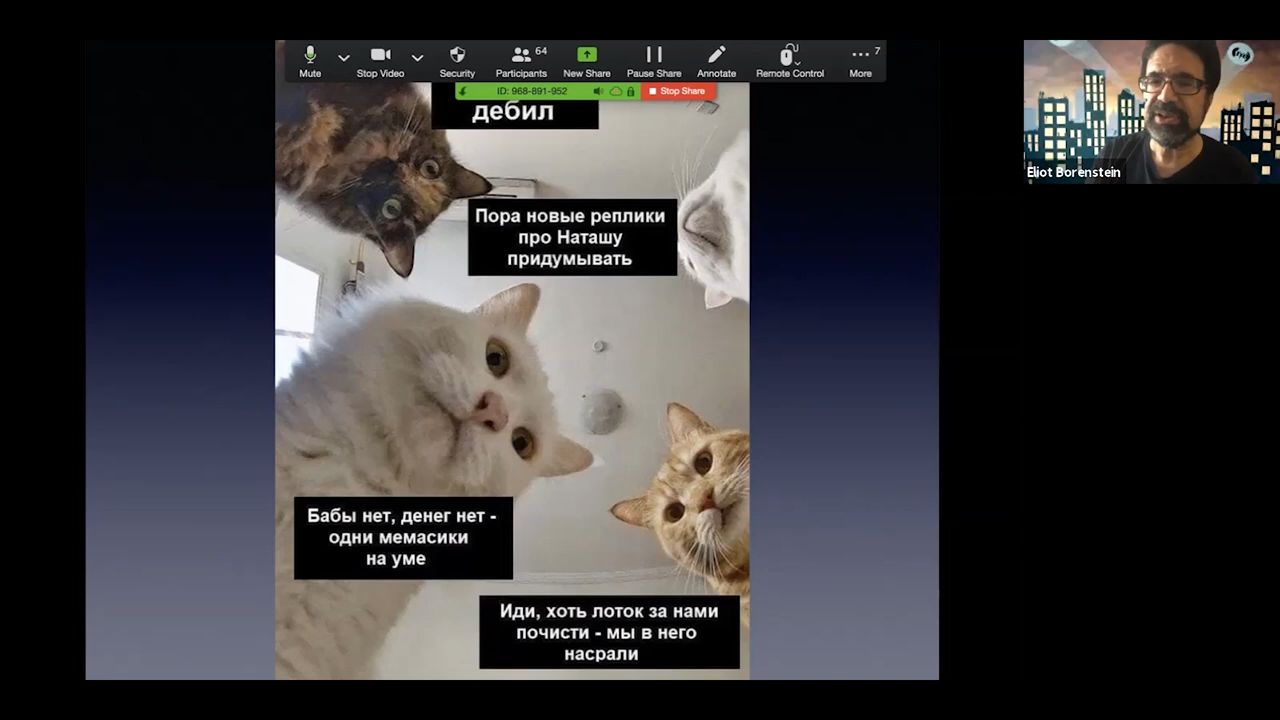 64
7
Mute
Stop Video
Security
Participants
New Share
Pause Share
Annotate
Remote Control
More
ID: 968-891-952
Stop Share
дебил
Eliot Borenstein
Пора новые реплики
про Наташу
придумывать
Бабы нет, денег нет -
одни мемасики
на уме
Иди, хоть лоток за нами
почисти - мы в него
насрали